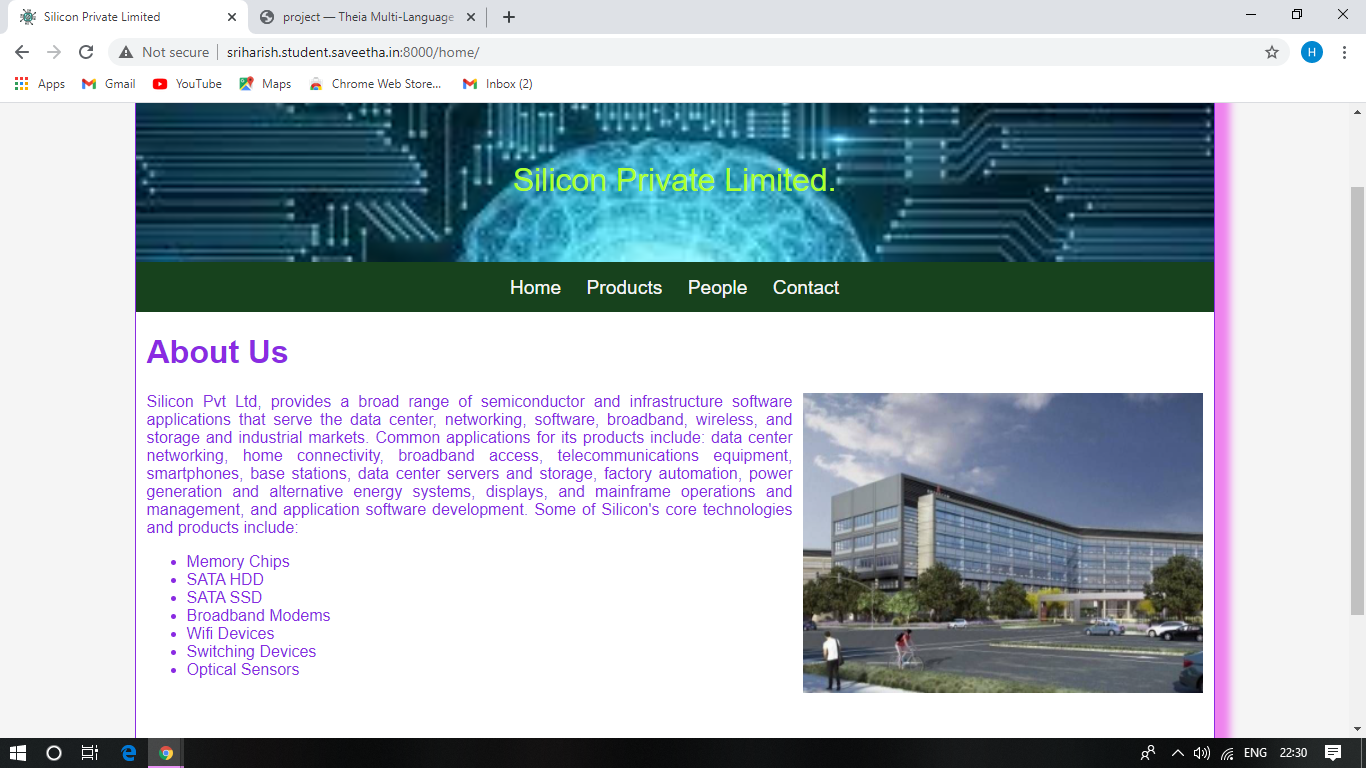 Silicon Private Limited
project — Theia Multi-Language
Not secure
sriharish.student.saveetha.in:8000/home/
H
Apps
Gmail
YouTube
Maps
Chrome Web Store...
Inbox (2)
Silicon Private Limited.
Home Products People Contact
About Us
Silicon Pvt Ltd, provides a broad range of semiconductor and infrastructure software
applications that serve the data center, networking, software, broadband, wireless, and
storage and industrial markets. Common applications for its products include: data center
networking, home connectivity, broadband access, telecommunications equipment,
smartphones, base stations, data center servers and storage, factory automation, power
generation and alternative energy systems, displays, and mainframe operations and
management, and application software development. Some of Silicon's core technologies
and products include:
• Memory Chips
• SATA HDD
• SATA SSD
• Broadband Modems
• Wifi Devices
• Switching Devices
• Optical Sensors
ENG 22:30